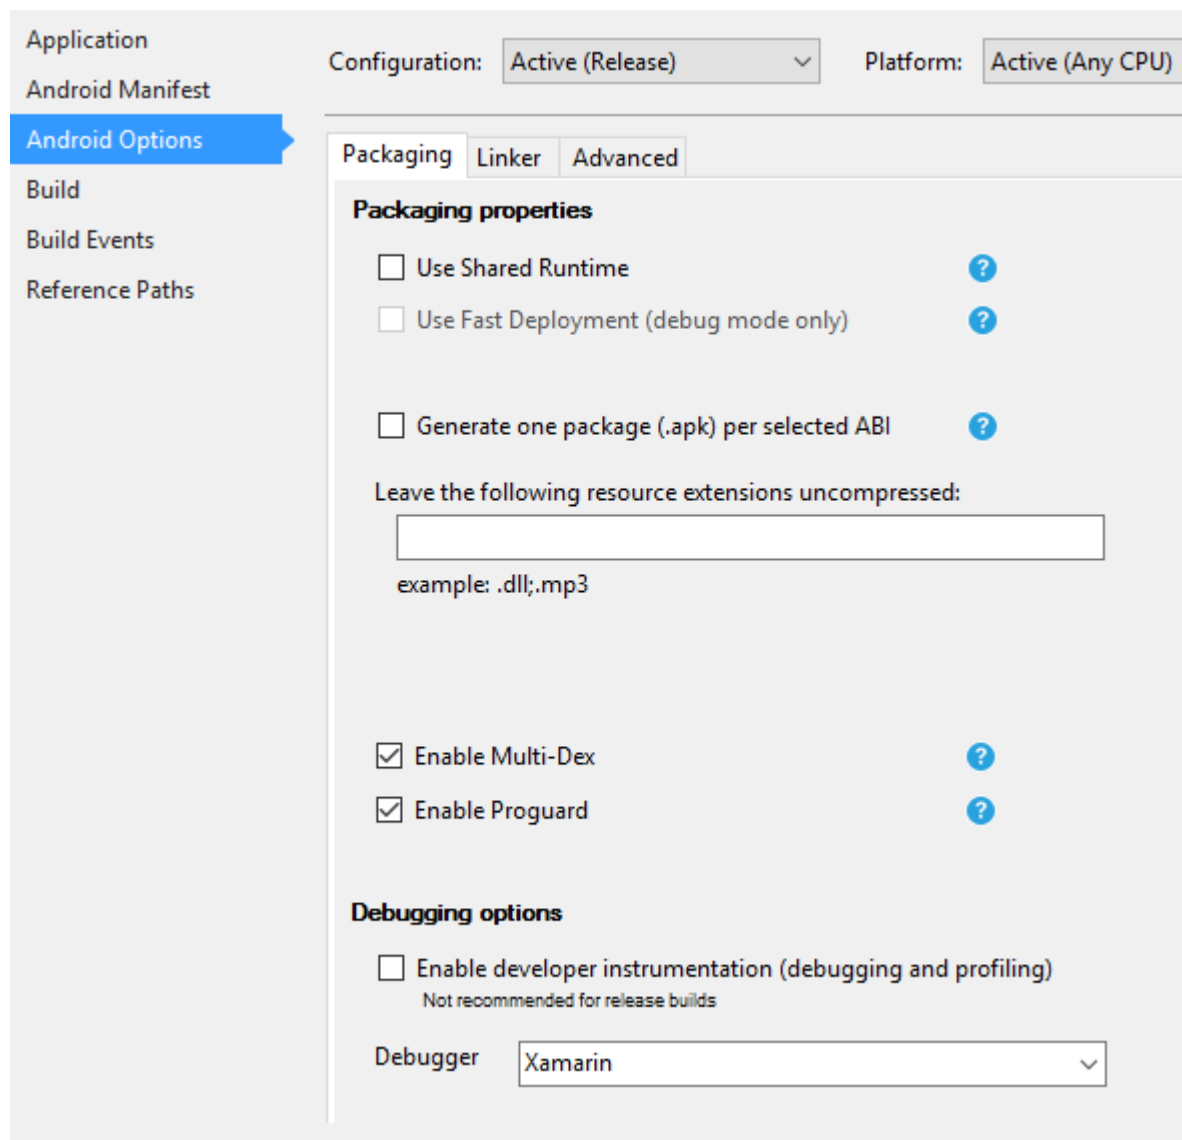 Application
Android Manifest
Android Options
Build
Build Events
Reference Paths
Configuration: Active (Release) Platform: Active (Any CPU)
Packaging Linker Advanced
Packaging properties
Use Shared Runtime ?
Use Fast Deployment (debug mode only) ?
Generate one package (.apk) per selected ABI ?
Leave the following resource extensions uncompressed:
example: .dll;.mp3
Enable Multi-Dex ?
Enable Proguard ?
Debugging options
Enable developer instrumentation (debugging and profiling)
Not recommended for release builds
Debugger Xamarin